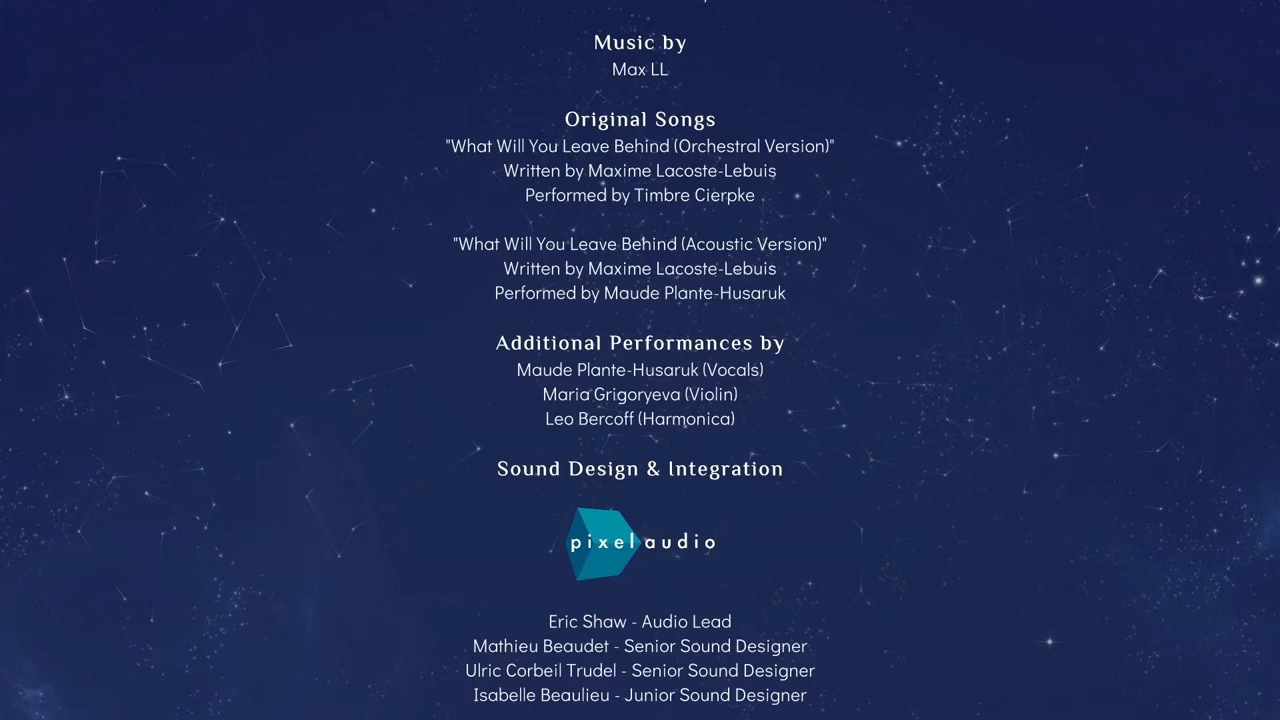 Music by
Max LL
Original Songs
"What Will You Leave Behind (Orchestral Version)"
Written by Maxime Lacoste-Lebuis
Performed by Timbre Cierpke
"What Will You Leave Behind (Acoustic Version)"
Written by Maxime Lacoste-Lebuis
Performed by Maude Plante-Husaruk
Additional Performances by
Maude Plante-Husaruk (Vocals)
Maria Grigoryeva (Violin)
Leo Bercoff (Harmonica)
Sound Design & Integration
pixel audio
Eric Shaw - Audio Lead
Mathieu Beaudet - Senior Sound Designer
Ulric Corbeil Trudel - Senior Sound Designer
Isabelle Beaulieu - Junior Sound Designer